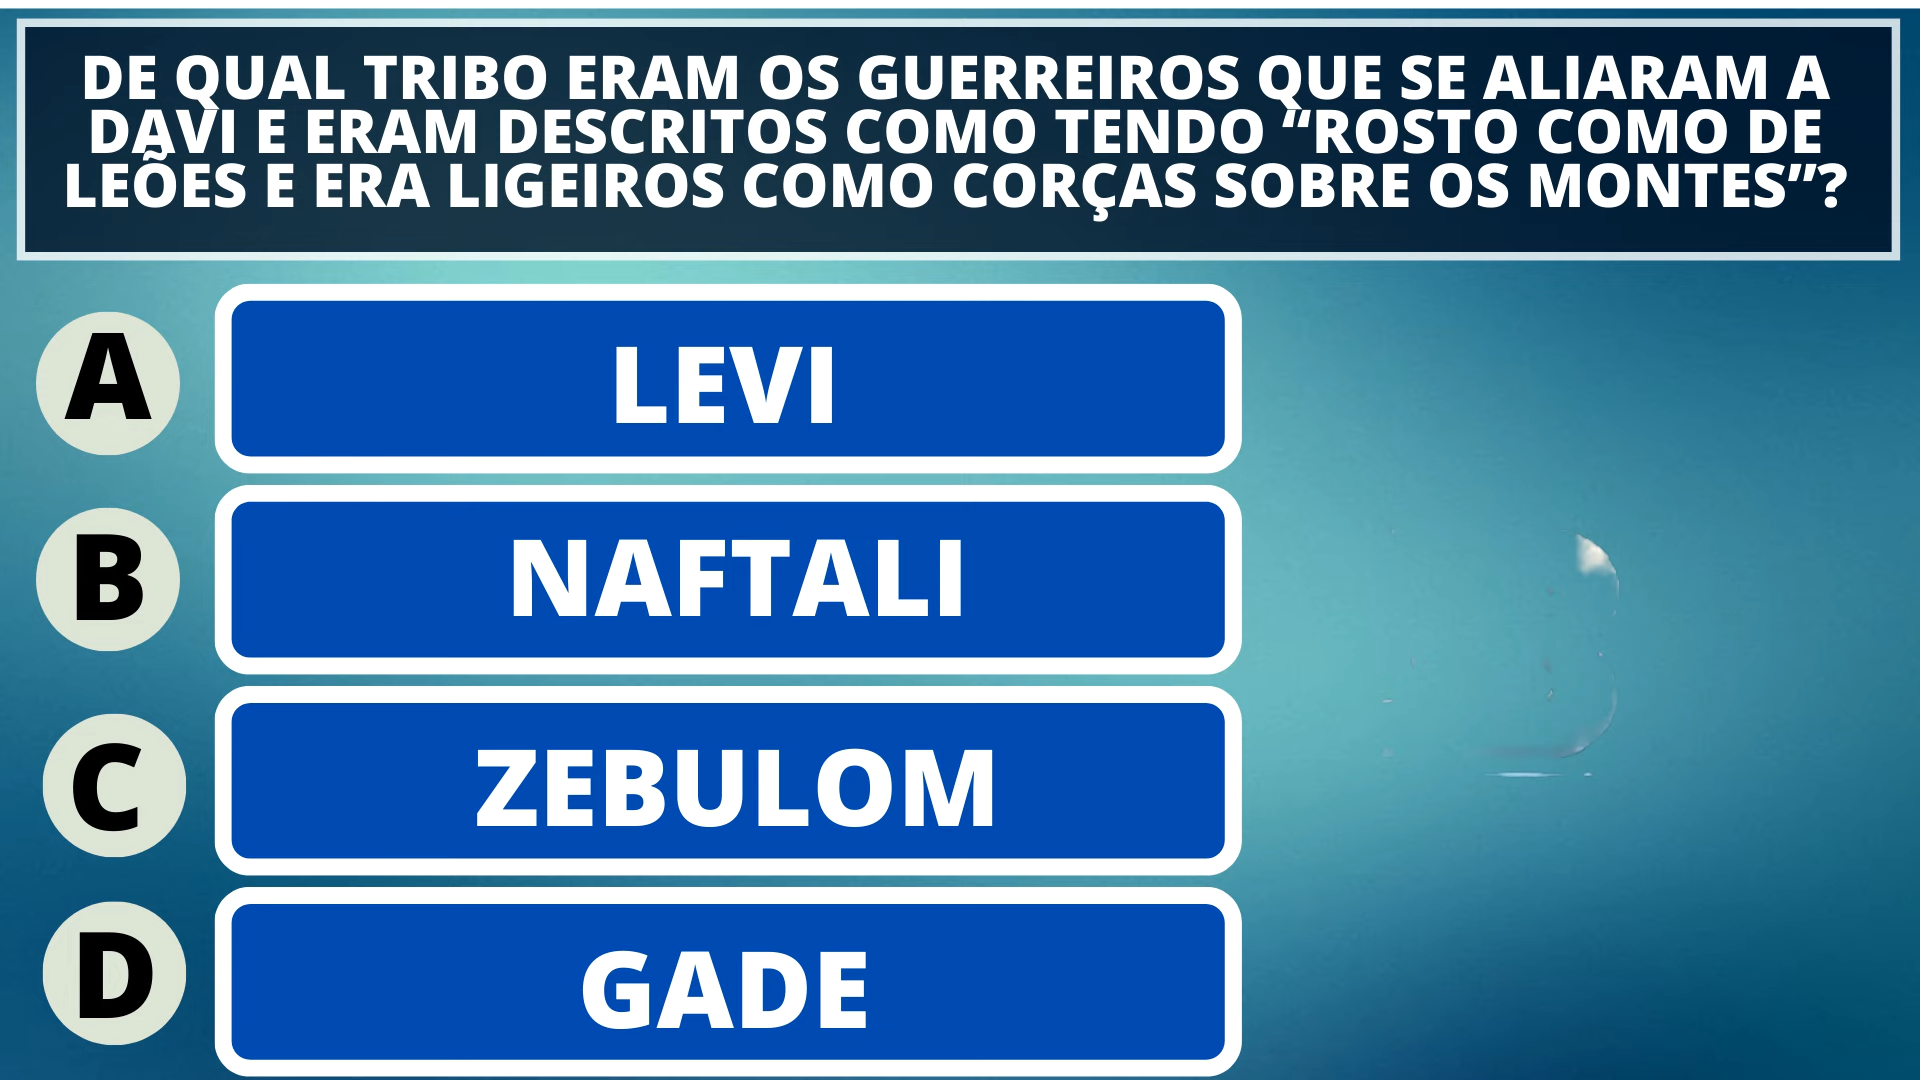 DE QUAL TRIBO ERAM OS GUERREIROS QUE SE ALIARAM A
DAVI E ERAM DESCRITOS COMO TENDO “ROSTO COMO DE
LEÕES E ERA LIGEIROS COMO CORÇAS SOBRE OS MONTES”?
A
LEVI
B
NAFTALI
C
ZEBULOM
D
GADE